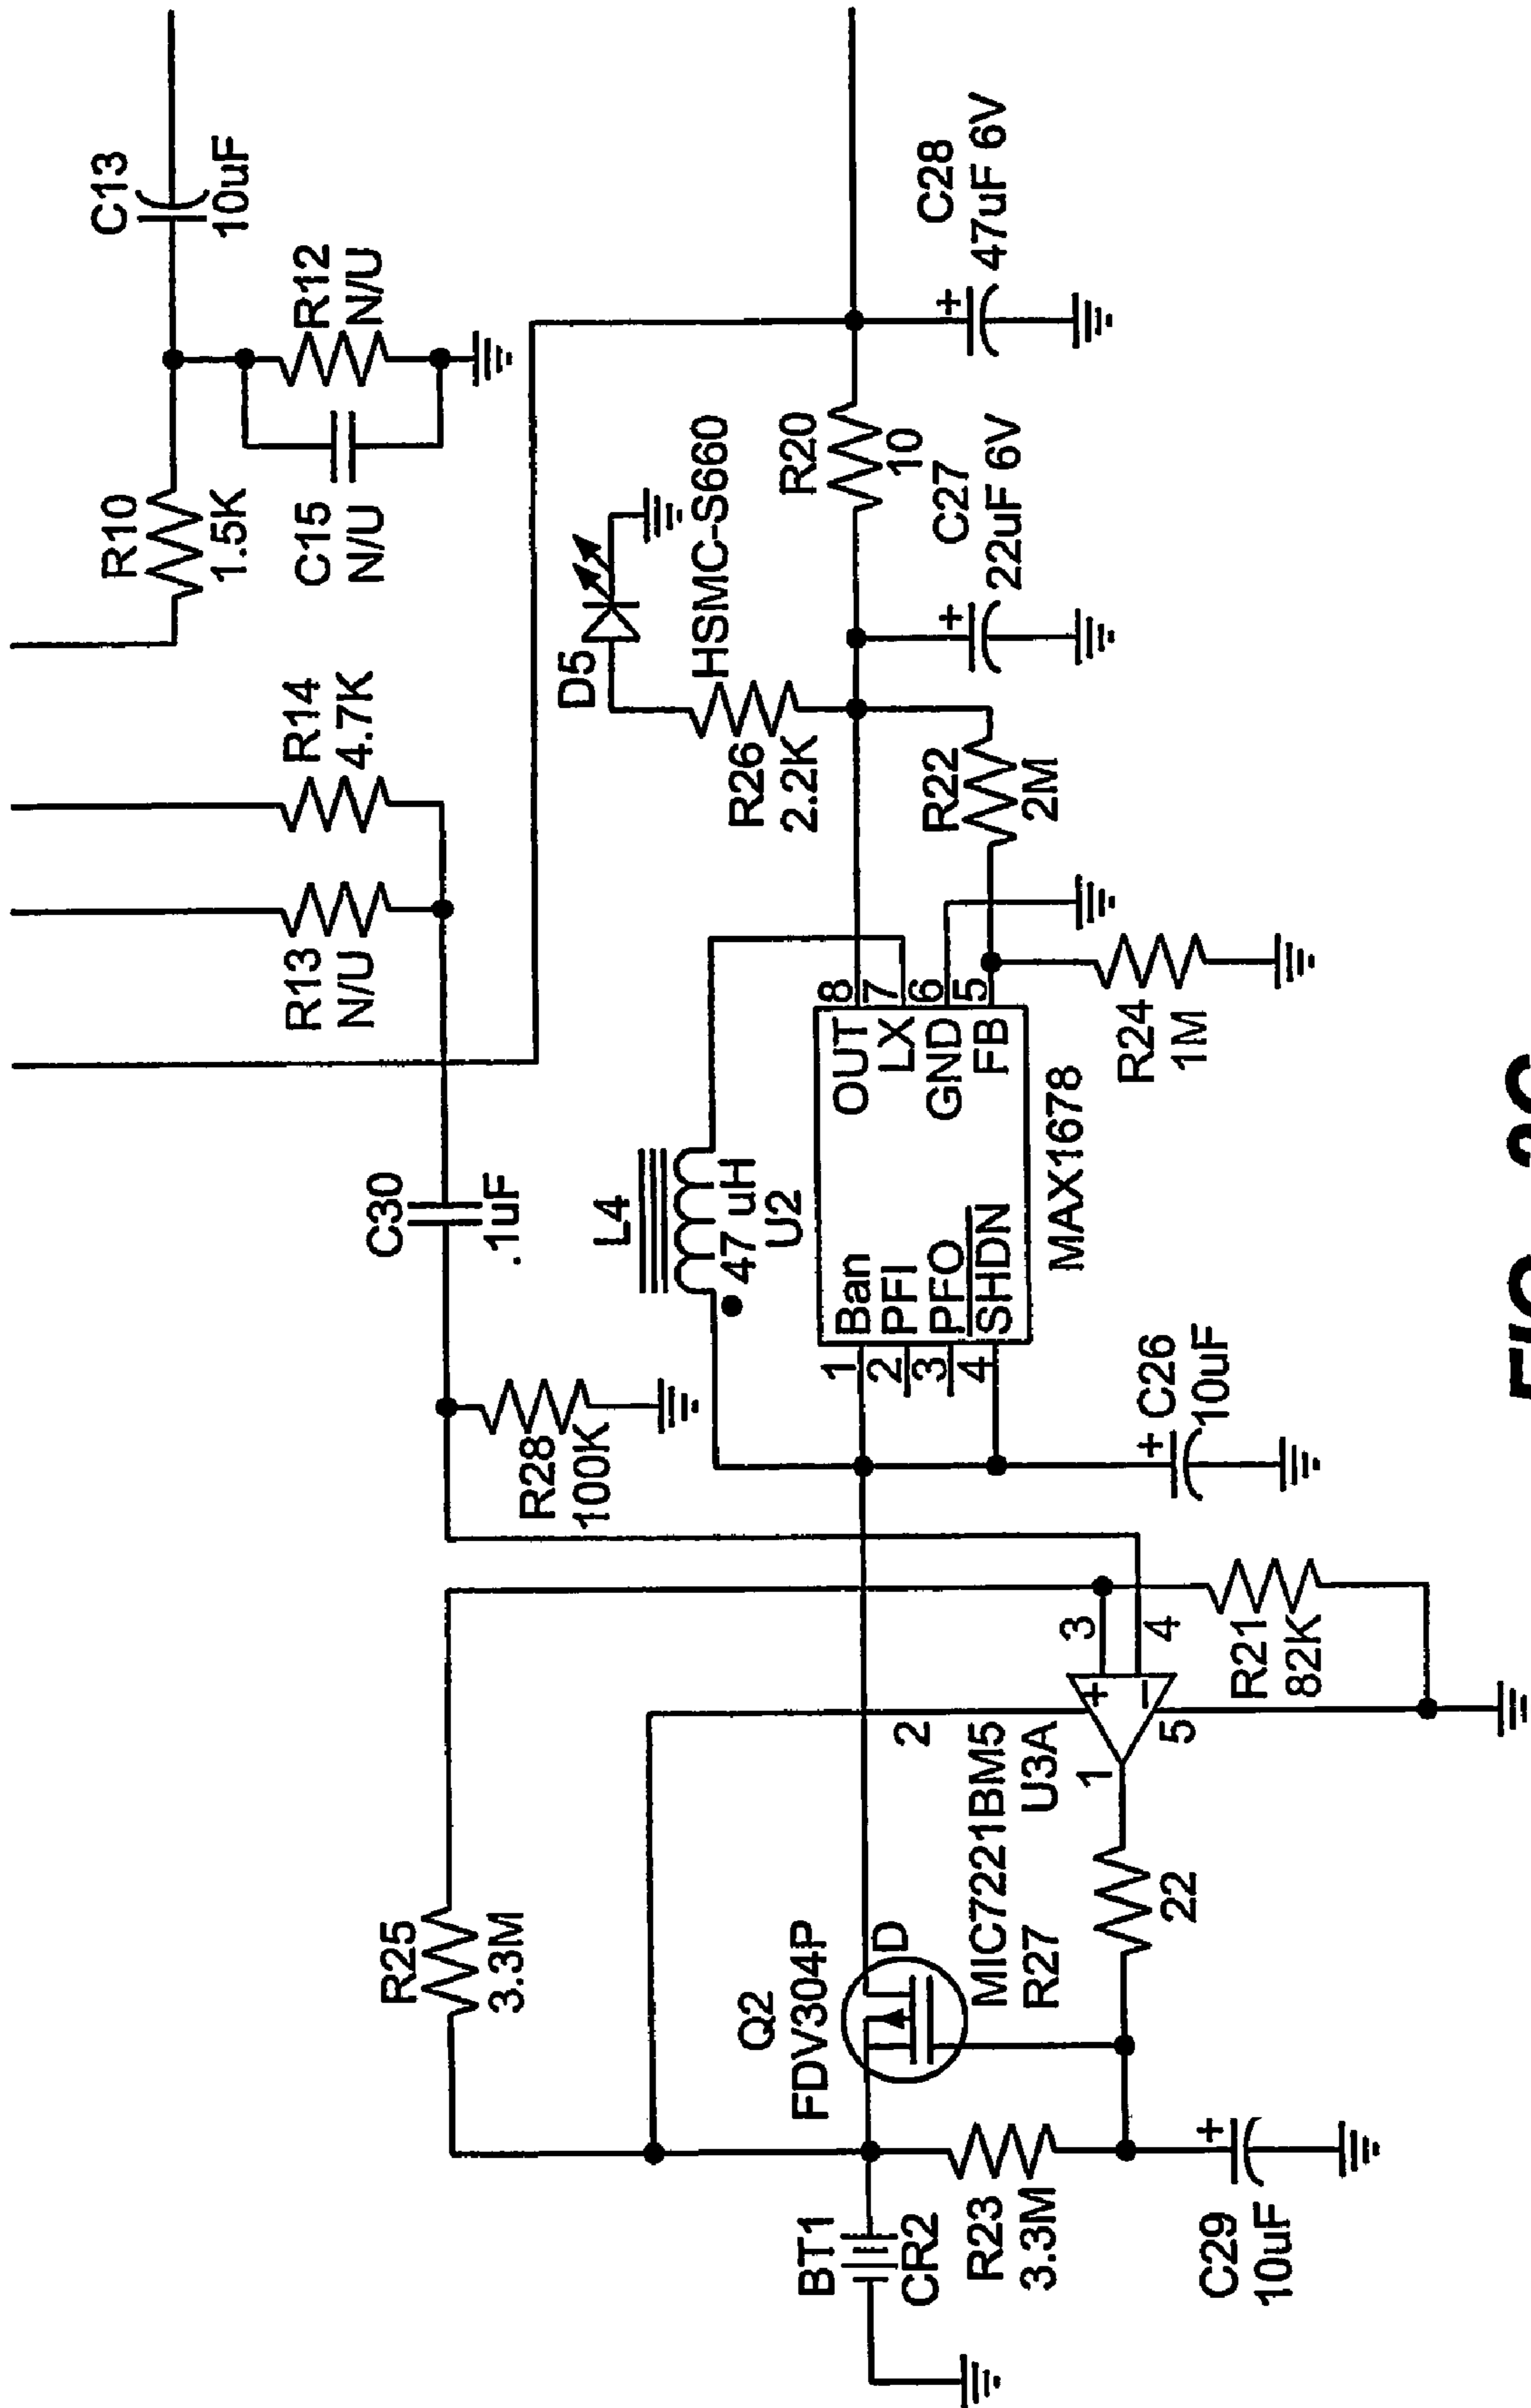 C13
10uF
R10
1.5K
R12
N/U
C15
N/U
R14
4.7K
R13
N/U
C30
.1uF
R28
100K
D5
HSMC-S660
R26
2.2K
R20
10
C28
47uF 6V
C27
22uF 6V
R22
2M
L4
47 uH
U2
1
2
3
4
Ban
PFI
PFO
SHDN
OUT
LX
GND
FB
8
7
6
5
MAX1678
R24
1M
C26
10uF
+
+
+
R25
3.3M
Q2
FDV304P
D
MIC7221BM5
U3A
2
3
4
+
−
1
5
R21
82K
R27
22
BT1
CR2
R23
3.3M
+
C29
10uF